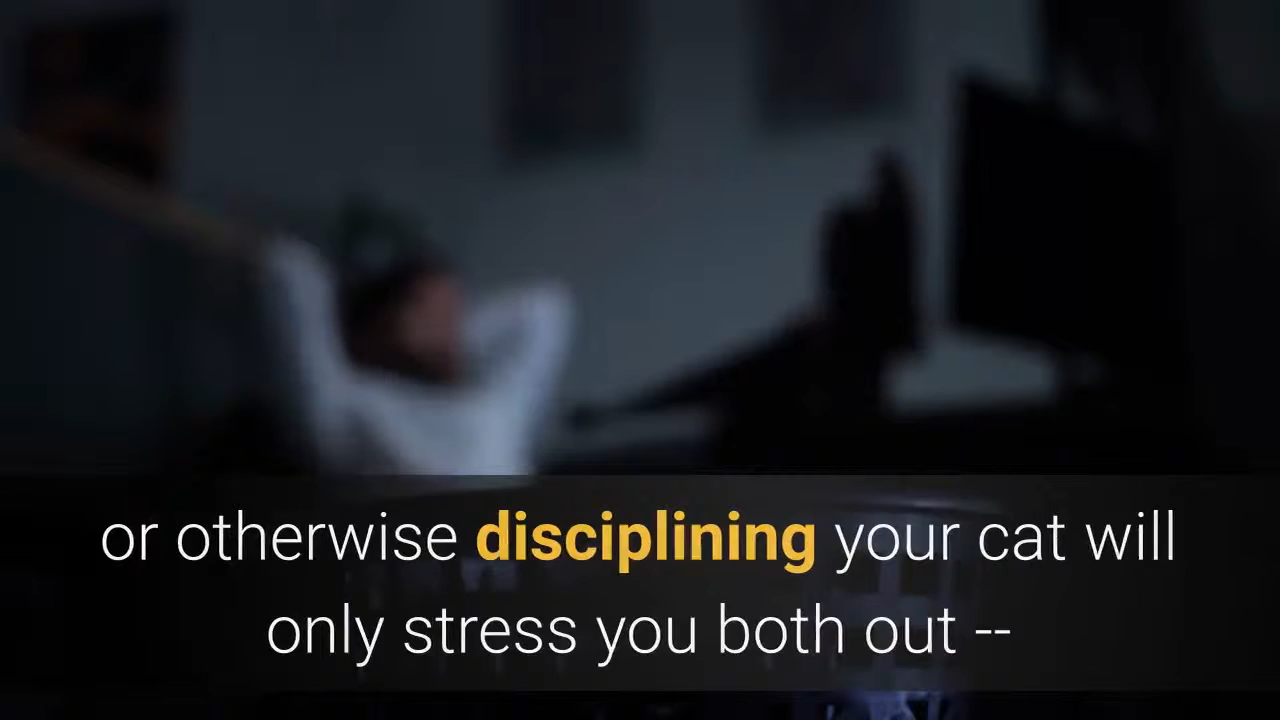 or otherwise disciplining your cat will
only stress you both out --